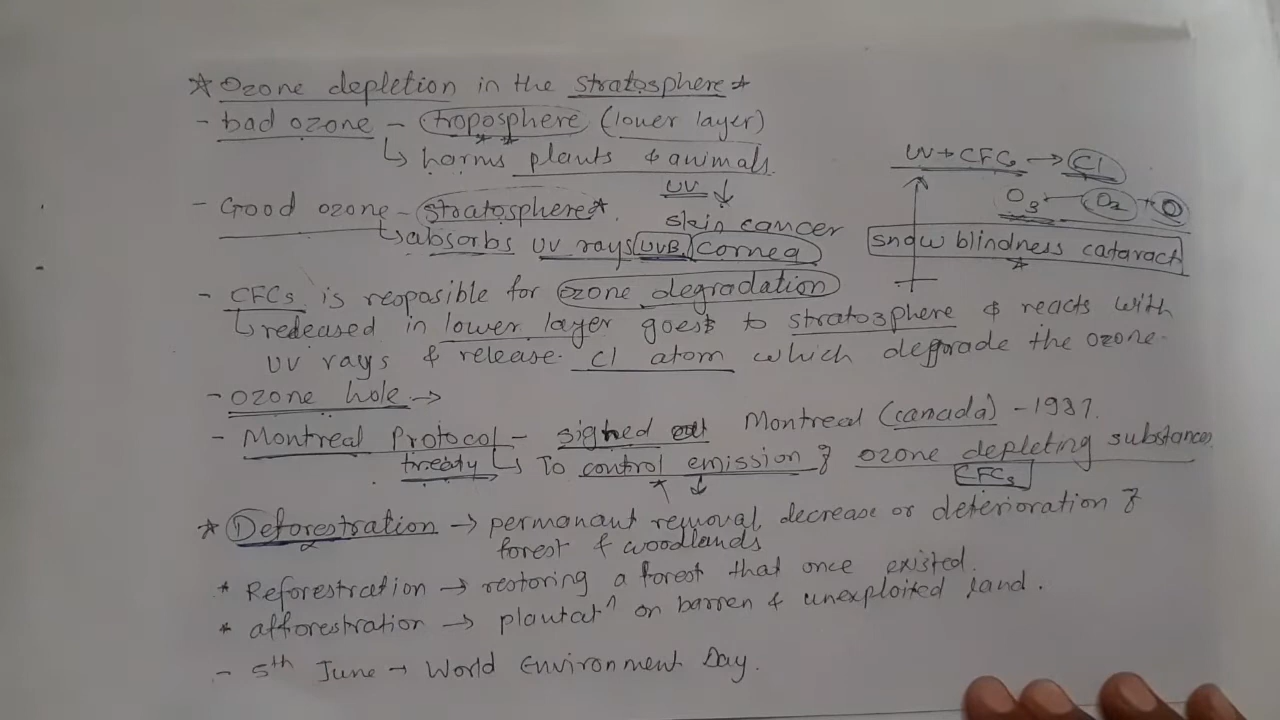 * Ozone depletion in the stratosphere *
- bad ozone - troposphere (lower layer)
↳ harms plants & animals
UV ↓
skin cancer
- Good ozone - stratosphere*.
↳ absorbs UV rays UVB (cornea)
UV + CFCs → Cl
O3 — O2 + O
snow blindness cataract
- CFCs is reopasible for ozone degradation
↳ released in lower layer goes to stratosphere & reacts with
UV rays & release. Cl atom which degrade the ozone.
- Ozone hole →
- Montreal Protocol - signed Montreal (canada) - 1987.
treaty ↳ To control emission of ozone depleting substances
CFCs
* Deforestration → permanant removal, decrease or deterioration of
forest & woodlands
* Reforestration → restoring a forest that once existed.
* afforestration → plantatⁿ on barren & unexploited land.
- 5th June → World Environment Day.